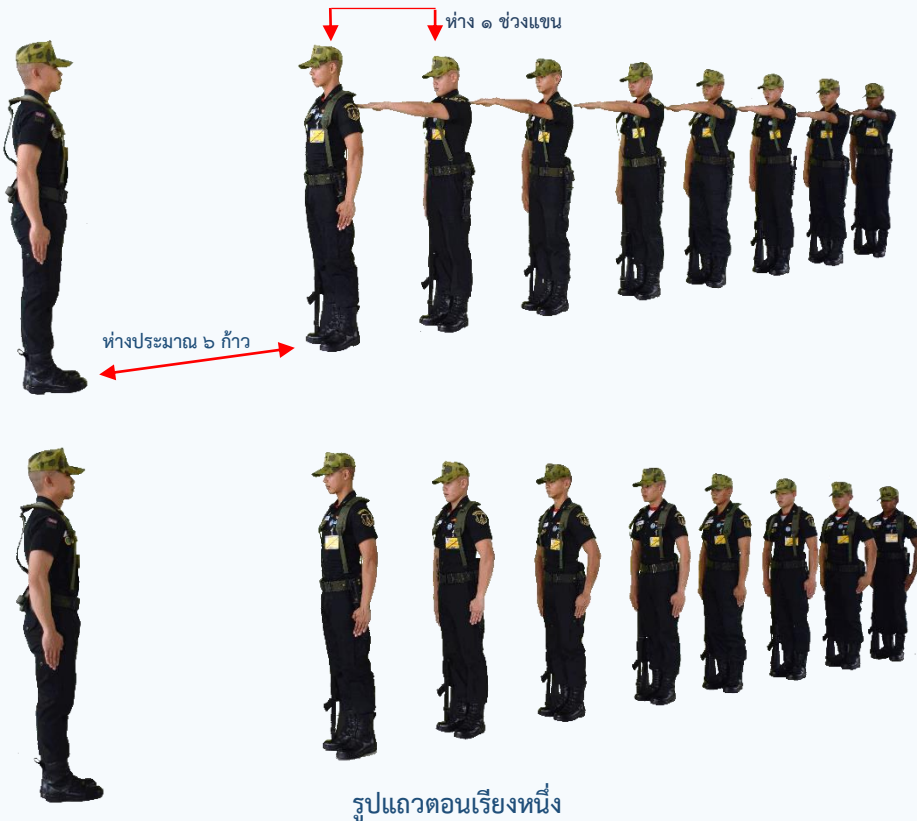 ห่าง ๑ ช่วงแขน
ห่างประมาณ ๖ ก้าว
รูปแถวตอนเรียงหนึ่ง